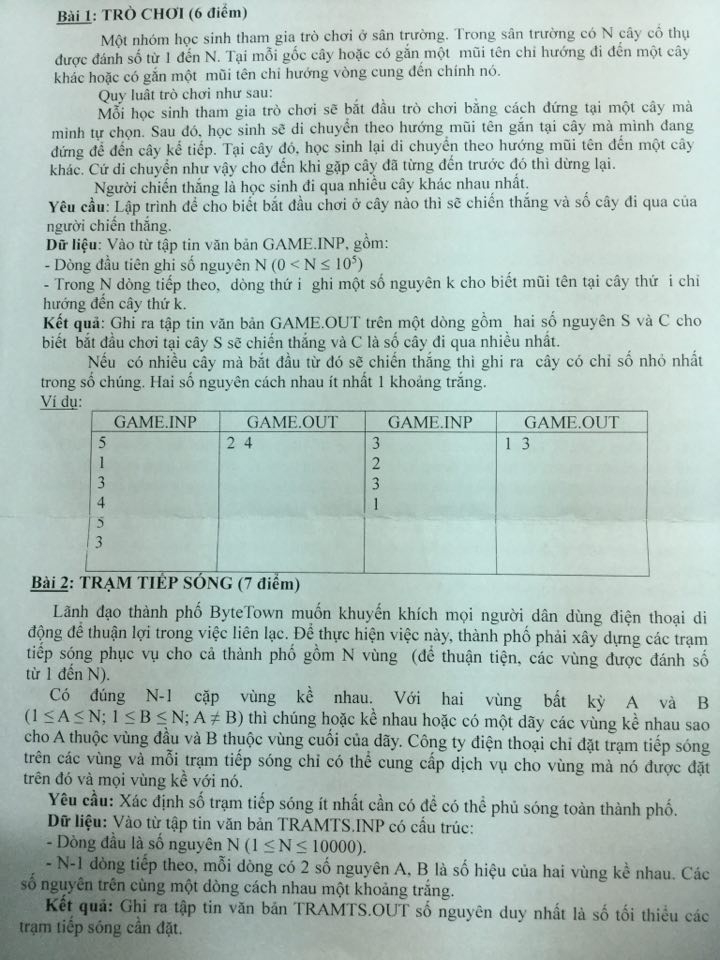 Bài 1: TRÒ CHƠI (6 điểm)
Một nhóm học sinh tham gia trò chơi ở sân trường. Trong sân trường có N cây cổ thụ
được đánh số từ 1 đến N. Tại mỗi gốc cây hoặc có gắn một mũi tên chỉ hướng đi đến một cây
khác hoặc có gắn một mũi tên chỉ hướng vòng cung đến chính nó.
Quy luật trò chơi như sau:
Mỗi học sinh tham gia trò chơi sẽ bắt đầu trò chơi bằng cách đứng tại một cây mà
mình tự chọn. Sau đó, học sinh sẽ di chuyển theo hướng mũi tên gắn tại cây mà mình đang
đứng để đến cây kế tiếp. Tại cây đó, học sinh lại di chuyển theo hướng mũi tên đến một cây
khác. Cứ di chuyển như vậy cho đến khi gặp cây đã từng đến trước đó thì dừng lại.
Người chiến thắng là học sinh đi qua nhiều cây khác nhau nhất.
Yêu cầu: Lập trình để cho biết bắt đầu chơi ở cây nào thì sẽ chiến thắng và số cây đi qua của
người chiến thắng.
Dữ liệu: Vào từ tập tin văn bản GAME.INP, gồm:
- Dòng đầu tiên ghi số nguyên N (0 < N ≤ 10⁵)
- Trong N dòng tiếp theo, dòng thứ i ghi một số nguyên k cho biết mũi tên tại cây thứ i chỉ
hướng đến cây thứ k.
Kết quả: Ghi ra tập tin văn bản GAME.OUT trên một dòng gồm hai số nguyên S và C cho
biết bắt đầu chơi tại cây S sẽ chiến thắng và C là số cây đi qua nhiều nhất.
Nếu có nhiều cây mà bắt đầu từ đó sẽ chiến thắng thì ghi ra cây có chỉ số nhỏ nhất
trong số chúng. Hai số nguyên cách nhau ít nhất 1 khoảng trắng.
Ví dụ:
GAME.INP GAME.OUT GAME.INP GAME.OUT
5 2 4 3 1 3
1 2
3 3
4 1
5
3
Bài 2: TRẠM TIẾP SÓNG (7 điểm)
Lãnh đạo thành phố ByteTown muốn khuyến khích mọi người dân dùng điện thoại di
động để thuận lợi trong việc liên lạc. Để thực hiện việc này, thành phố phải xây dựng các trạm
tiếp sóng phục vụ cho cả thành phố gồm N vùng (để thuận tiện, các vùng được đánh số
từ 1 đến N).
Có đúng N-1 cặp vùng kề nhau. Với hai vùng bất kỳ A và B
(1 ≤ A ≤ N; 1 ≤ B ≤ N; A ≠ B) thì chúng hoặc kề nhau hoặc có một dãy các vùng kề nhau sao
cho A thuộc vùng đầu và B thuộc vùng cuối của dãy. Công ty điện thoại chỉ đặt trạm tiếp sóng
trên các vùng và mỗi trạm tiếp sóng chỉ có thể cung cấp dịch vụ cho vùng mà nó được đặt
trên đó và mọi vùng kề với nó.
Yêu cầu: Xác định số trạm tiếp sóng ít nhất cần có để có thể phủ sóng toàn thành phố.
Dữ liệu: Vào từ tập tin văn bản TRAMTS.INP có cấu trúc:
- Dòng đầu là số nguyên N (1 ≤ N ≤ 10000).
- N-1 dòng tiếp theo, mỗi dòng có 2 số nguyên A, B là số hiệu của hai vùng kề nhau. Các
số nguyên trên cùng một dòng cách nhau một khoảng trắng.
Kết quả: Ghi ra tập tin văn bản TRAMTS.OUT số nguyên duy nhất là số tối thiểu các
trạm tiếp sóng cần đặt.